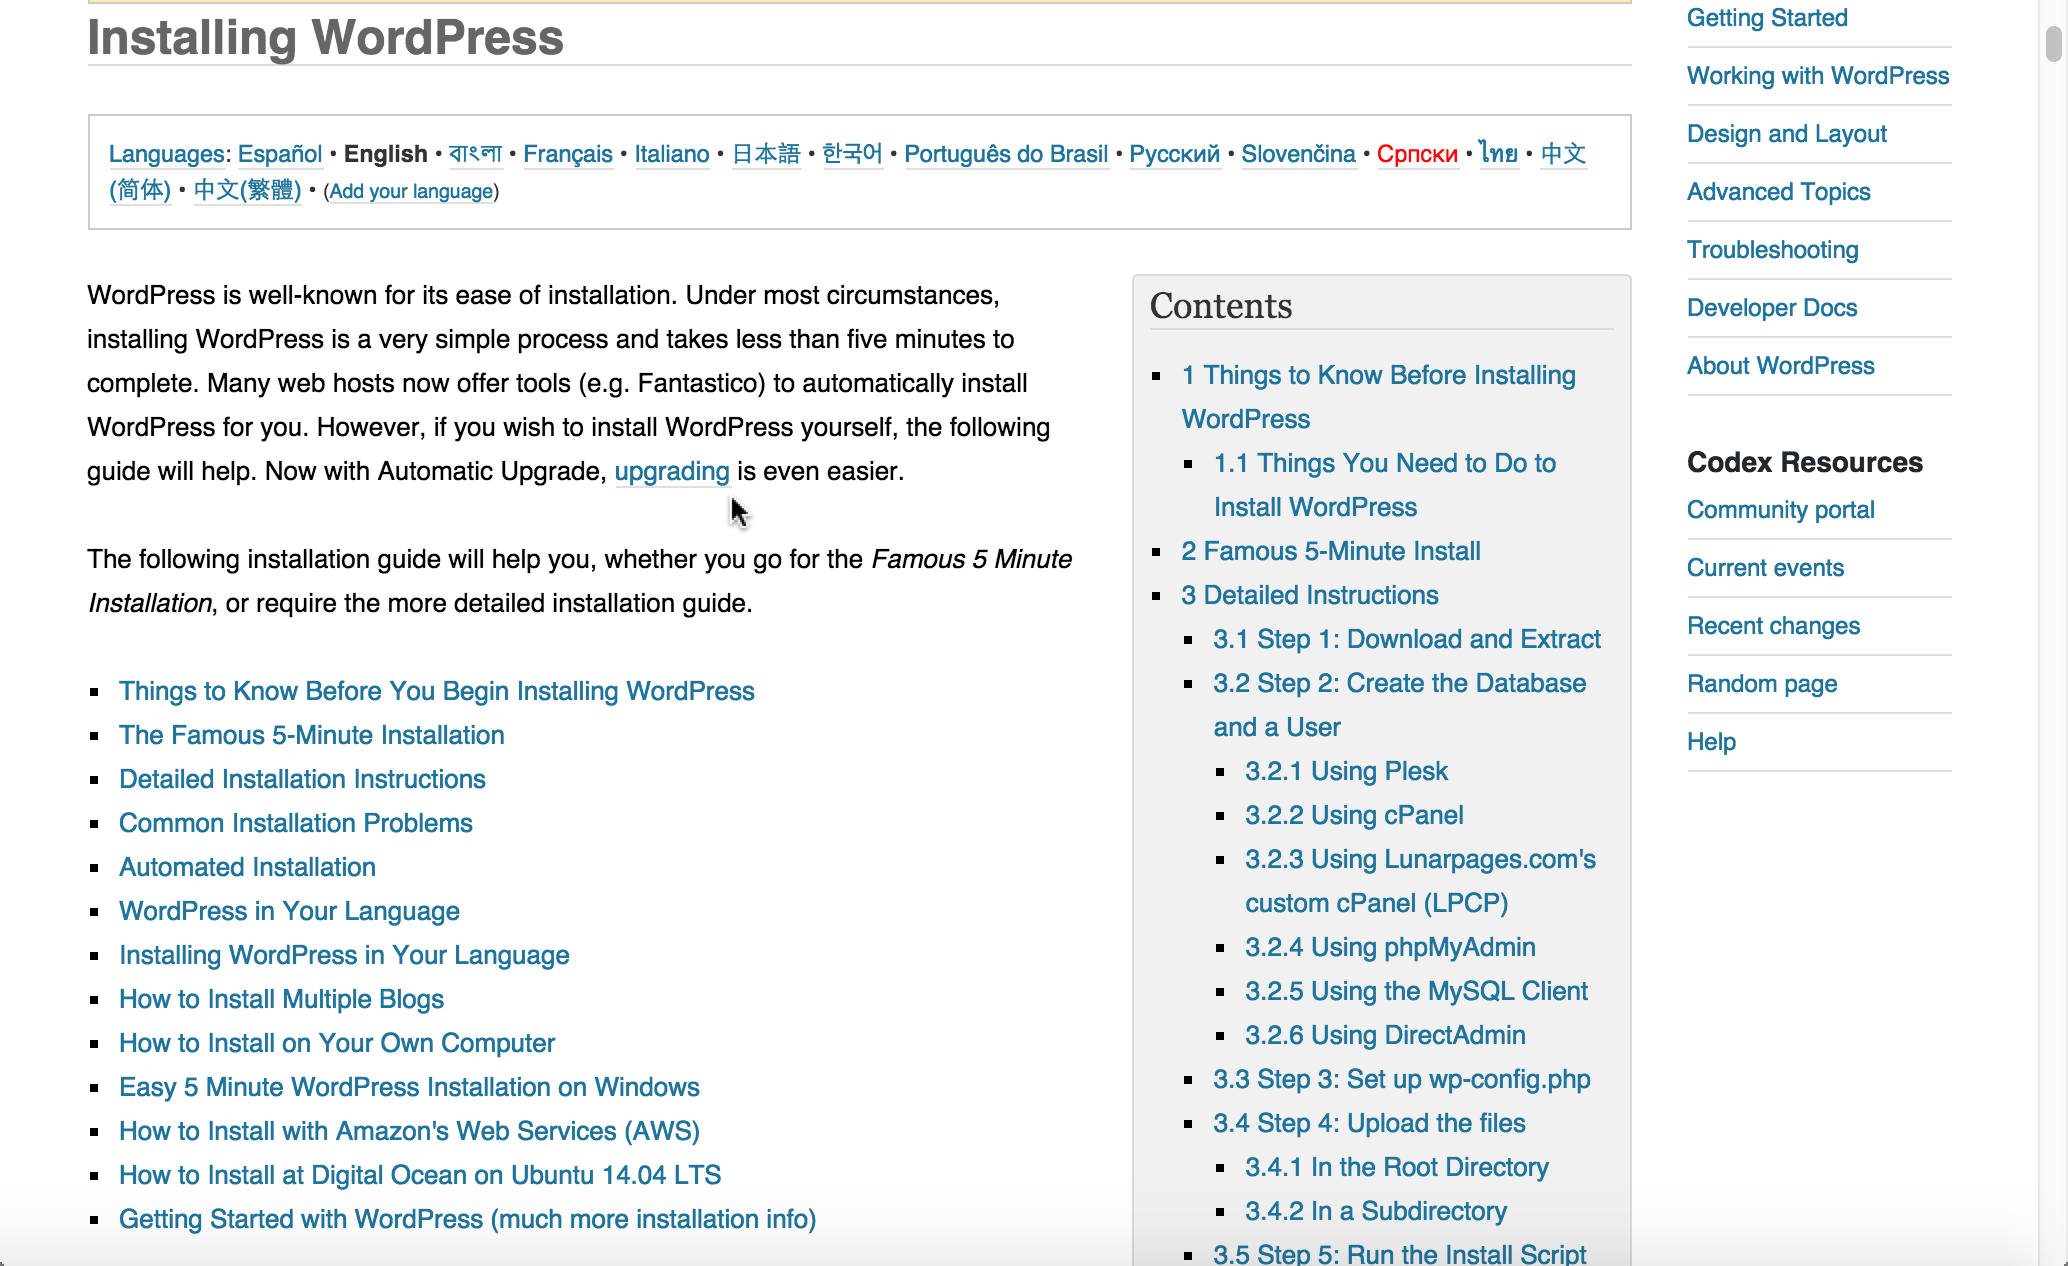 Installing WordPress
Languages: Español • English • বাংলা • Français • Italiano • 日本語 • 한국어 • Português do Brasil • Русский • Slovenčina • Српски • ไทย • 中文
(简体) • 中文(繁體) • (Add your language)
WordPress is well-known for its ease of installation. Under most circumstances,
installing WordPress is a very simple process and takes less than five minutes to
complete. Many web hosts now offer tools (e.g. Fantastico) to automatically install
WordPress for you. However, if you wish to install WordPress yourself, the following
guide will help. Now with Automatic Upgrade, upgrading is even easier.
The following installation guide will help you, whether you go for the Famous 5 Minute
Installation, or require the more detailed installation guide.
Things to Know Before You Begin Installing WordPress
The Famous 5-Minute Installation
Detailed Installation Instructions
Common Installation Problems
Automated Installation
WordPress in Your Language
Installing WordPress in Your Language
How to Install Multiple Blogs
How to Install on Your Own Computer
Easy 5 Minute WordPress Installation on Windows
How to Install with Amazon's Web Services (AWS)
How to Install at Digital Ocean on Ubuntu 14.04 LTS
Getting Started with WordPress (much more installation info)
Contents
1 Things to Know Before Installing
WordPress
1.1 Things You Need to Do to
Install WordPress
2 Famous 5-Minute Install
3 Detailed Instructions
3.1 Step 1: Download and Extract
3.2 Step 2: Create the Database
and a User
3.2.1 Using Plesk
3.2.2 Using cPanel
3.2.3 Using Lunarpages.com's
custom cPanel (LPCP)
3.2.4 Using phpMyAdmin
3.2.5 Using the MySQL Client
3.2.6 Using DirectAdmin
3.3 Step 3: Set up wp-config.php
3.4 Step 4: Upload the files
3.4.1 In the Root Directory
3.4.2 In a Subdirectory
3.5 Step 5: Run the Install Script
Getting Started
Working with WordPress
Design and Layout
Advanced Topics
Troubleshooting
Developer Docs
About WordPress
Codex Resources
Community portal
Current events
Recent changes
Random page
Help